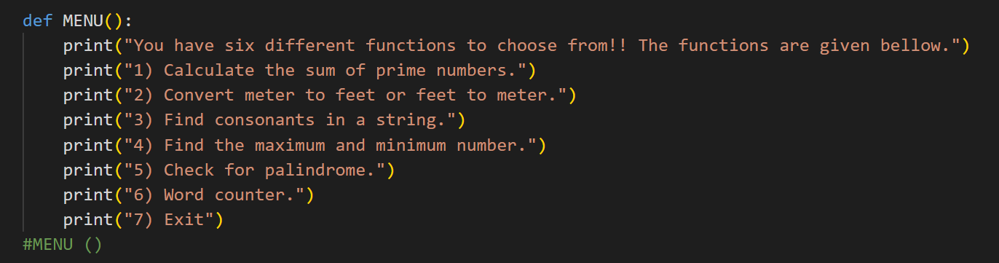 def MENU():
    print("You have six different functions to choose from!! The functions are given bellow.")
    print("1) Calculate the sum of prime numbers.")
    print("2) Convert meter to feet or feet to meter.")
    print("3) Find consonants in a string.")
    print("4) Find the maximum and minimum number.")
    print("5) Check for palindrome.")
    print("6) Word counter.")
    print("7) Exit")
#MENU ()